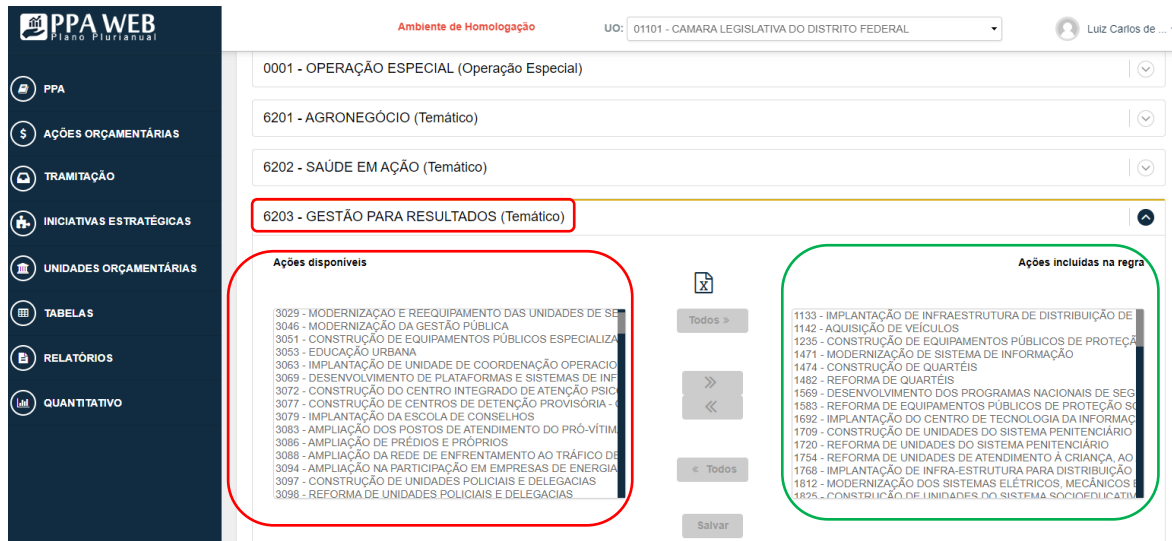 PPA WEB
Plano Plurianual
Ambiente de Homologação
UO: 01101 - CAMARA LEGISLATIVA DO DISTRITO FEDERAL
Luiz Carlos de ...
PPA
AÇÕES ORÇAMENTÁRIAS
TRAMITAÇÃO
INICIATIVAS ESTRATÉGICAS
UNIDADES ORÇAMENTÁRIAS
TABELAS
RELATÓRIOS
QUANTITATIVO
0001 - OPERAÇÃO ESPECIAL (Operação Especial)
6201 - AGRONEGÓCIO (Temático)
6202 - SAÚDE EM AÇÃO (Temático)
6203 - GESTÃO PARA RESULTADOS (Temático)
Ações disponíveis
3029 - MODERNIZAÇÃO E REEQUIPAMENTO DAS UNIDADES DE SE
3046 - MODERNIZAÇÃO DA GESTÃO PÚBLICA
3051 - CONSTRUÇÃO DE EQUIPAMENTOS PÚBLICOS ESPECIALIZA
3053 - EDUCAÇÃO URBANA
3063 - IMPLANTAÇÃO DE UNIDADE DE COORDENAÇÃO OPERACIO
3069 - DESENVOLVIMENTO DE PLATAFORMAS E SISTEMAS DE INF
3072 - CONSTRUÇÃO DO CENTRO INTEGRADO DE ATENÇÃO PSIC
3077 - CONSTRUÇÃO DE CENTROS DE DETENÇÃO PROVISÓRIA -
3079 - IMPLANTAÇÃO DA ESCOLA DE CONSELHOS
3083 - AMPLIAÇÃO DOS POSTOS DE ATENDIMENTO DO PRÓ-VÍTIM
3086 - AMPLIAÇÃO DE PRÉDIOS E PRÓPRIOS
3088 - AMPLIAÇÃO DA REDE DE ENFRENTAMENTO AO TRÁFICO DE
3094 - AMPLIAÇÃO NA PARTICIPAÇÃO EM EMPRESAS DE ENERGIA
3097 - CONSTRUÇÃO DE UNIDADES POLICIAIS E DELEGACIAS
3098 - REFORMA DE UNIDADES POLICIAIS E DELEGACIAS
Todos »
»
«
« Todos
Salvar
Ações incluídas na regra
1133 - IMPLANTAÇÃO DE INFRAESTRUTURA DE DISTRIBUIÇÃO DE
1142 - AQUISIÇÃO DE VEÍCULOS
1235 - CONSTRUÇÃO DE EQUIPAMENTOS PÚBLICOS DE PROTEÇÃ
1471 - MODERNIZAÇÃO DE SISTEMA DE INFORMAÇÃO
1474 - CONSTRUÇÃO DE QUARTÉIS
1482 - REFORMA DE QUARTÉIS
1569 - DESENVOLVIMENTO DOS PROGRAMAS NACIONAIS DE SEG
1583 - REFORMA DE EQUIPAMENTOS PÚBLICOS DE PROTEÇÃO SO
1692 - IMPLANTAÇÃO DO CENTRO DE TECNOLOGIA DA INFORMAÇ
1709 - CONSTRUÇÃO DE UNIDADES DO SISTEMA PENITENCIÁRIO
1720 - REFORMA DE UNIDADES DO SISTEMA PENITENCIÁRIO
1754 - REFORMA DE UNIDADES DE ATENDIMENTO À CRIANÇA, AO
1768 - IMPLANTAÇÃO DE INFRA-ESTRUTURA PARA DISTRIBUIÇÃO
1812 - MODERNIZAÇÃO DOS SISTEMAS ELÉTRICOS, MECÂNICOS E
1825 - CONSTRUÇÃO DE UNIDADES DO SISTEMA SOCIOEDUCATIV